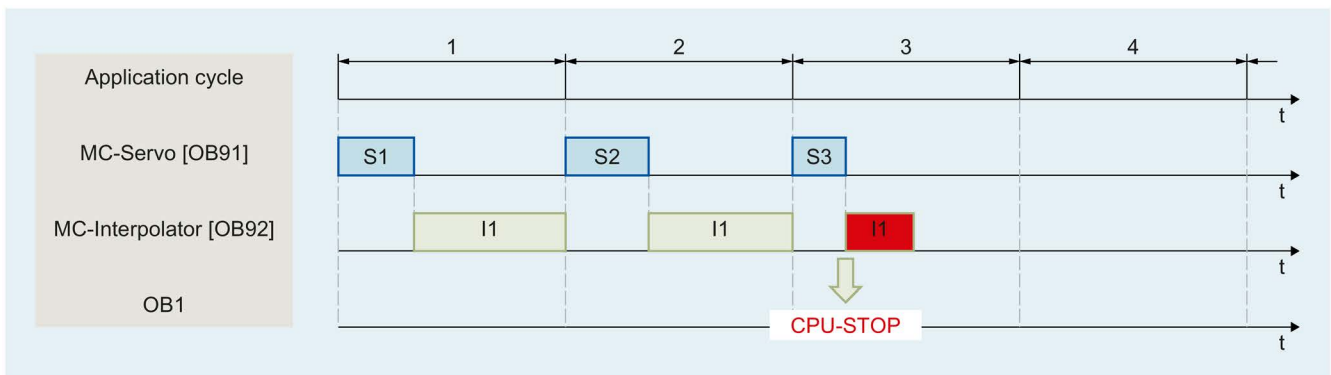 1 2 3 4
Application cycle
t
MC-Servo [OB91] S1 S2 S3
t
MC-Interpolator [OB92] I1 I1 I1
t
OB1
CPU-STOP
t